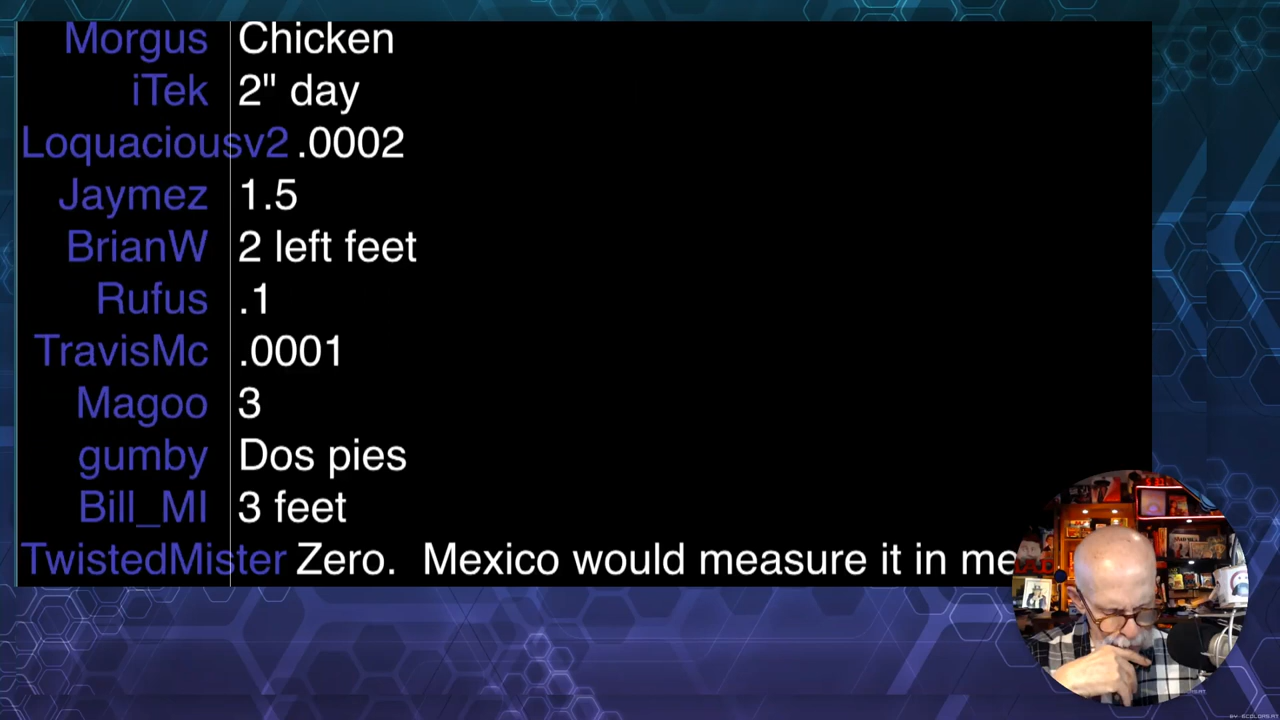 Morgus Chicken
iTek 2" day
Loquaciousv2 .0002
Jaymez 1.5
BrianW 2 left feet
Rufus .1
TravisMc .0001
Magoo 3
gumby Dos pies
Bill_MI 3 feet
TwistedMister Zero. Mexico would measure it in me